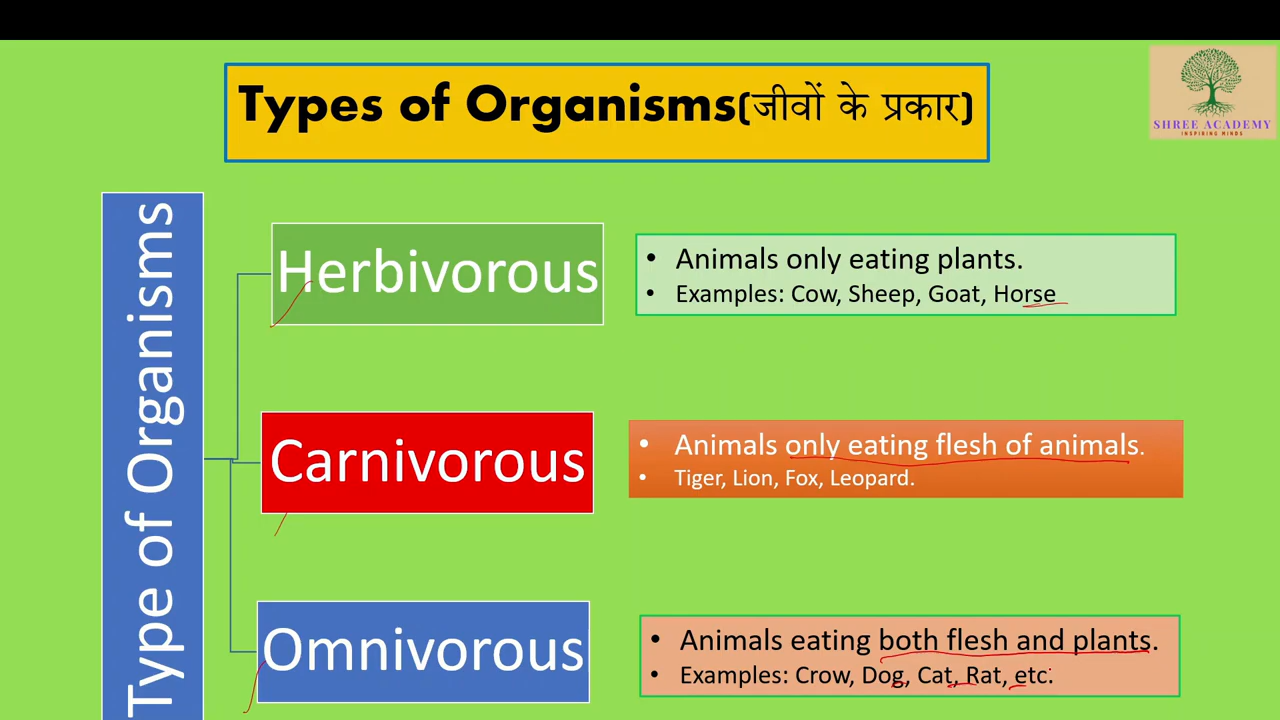 Types of Organisms(जीवों के प्रकार)
SHREE ACADEMY
INSPIRING MINDS
Type of Organisms
Herbivorous
• Animals only eating plants.
• Examples: Cow, Sheep, Goat, Horse
Carnivorous
• Animals only eating flesh of animals.
• Tiger, Lion, Fox, Leopard.
Omnivorous
• Animals eating both flesh and plants.
• Examples: Crow, Dog, Cat, Rat, etc.